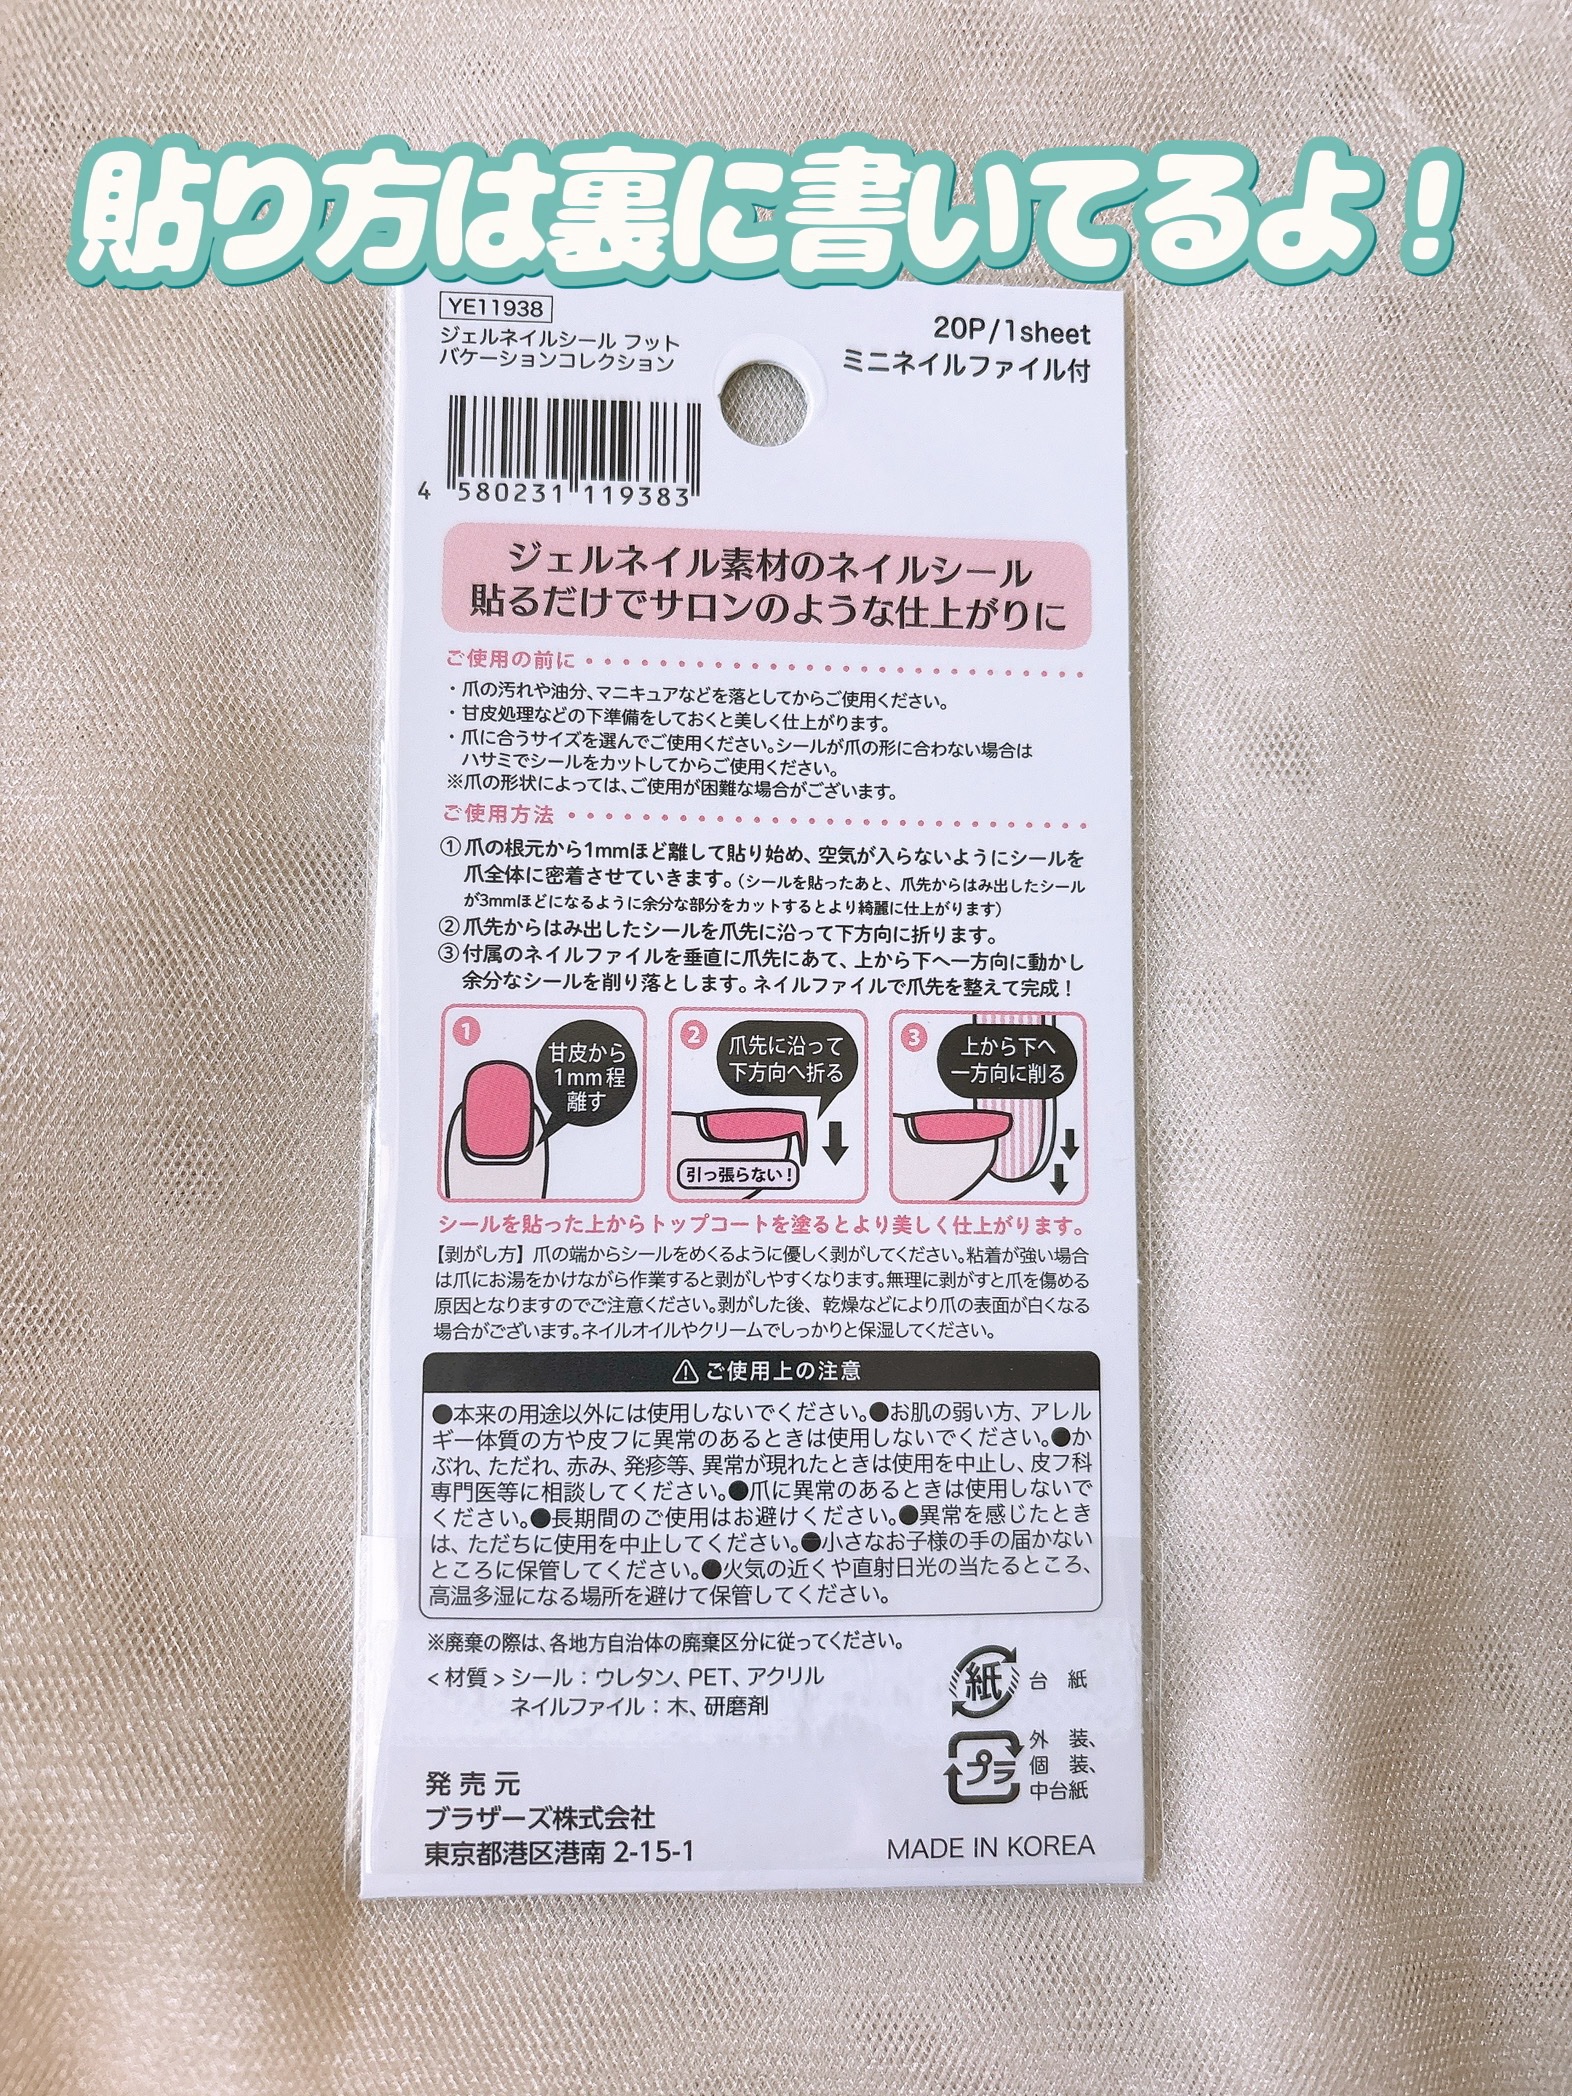 貼り方は裏に書いてるよ！
YE11938
ジェルネイルシール フット
バケーションコレクション
20P/1sheet
ミニネイルファイル付
4 580231 119383
ジェルネイル素材のネイルシール
貼るだけでサロンのような仕上がりに
ご使用の前に
・爪の汚れや油分、マニキュアなどを落としてからご使用ください。
・甘皮処理などの下準備をしておくと美しく仕上がります。
・爪に合うサイズを選んでご使用ください。シールが爪の形に合わない場合は
ハサミでシールをカットしてからご使用ください。
※爪の形状によっては、ご使用が困難な場合がございます。
ご使用方法
①爪の根元から1mmほど離して貼り始め、空気が入らないようにシールを
爪全体に密着させていきます。（シールを貼ったあと、爪先からはみ出したシール
が3mmほどになるように余分な部分をカットするとより綺麗に仕上がります）
②爪先からはみ出したシールを爪先に沿って下方向に折ります。
③付属のネイルファイルを垂直に爪先にあて、上から下へ一方向に動かし
余分なシールを削り落とします。ネイルファイルで爪先を整えて完成！
1
甘皮から
1mm程
離す
2
爪先に沿って
下方向へ折る
引っ張らない！
3
上から下へ
一方向に削る
シールを貼った上からトップコートを塗るとより美しく仕上がります。
【剥がし方】爪の端からシールをめくるように優しく剥がしてください。粘着が強い場合
は爪にお湯をかけながら作業すると剥がしやすくなります。無理に剥がすと爪を傷める
原因となりますのでご注意ください。剥がした後、乾燥などにより爪の表面が白くなる
場合がございます。ネイルオイルやクリームでしっかりと保湿してください。
⚠ご使用上の注意
●本来の用途以外には使用しないでください。●お肌の弱い方、アレル
ギー体質の方や皮フに異常のあるときは使用しないでください。●か
ぶれ、ただれ、赤み、発疹等、異常が現れたときは使用を中止し、皮フ科
専門医等に相談してください。●爪に異常のあるときは使用しないで
ください。●長期間のご使用はお避けください。●異常を感じたとき
は、ただちに使用を中止してください。●小さなお子様の手の届かない
ところに保管してください。●火気の近くや直射日光の当たるところ、
高温多湿になる場所を避けて保管してください。
※廃棄の際は、各地方自治体の廃棄区分に従ってください。
<材質>シール：ウレタン、PET、アクリル
ネイルファイル：木、研磨剤
紙 台 紙
プラ 外 装、
個 装、
中台紙
発 売 元
ブラザーズ株式会社
東京都港区港南 2-15-1
MADE IN KOREA